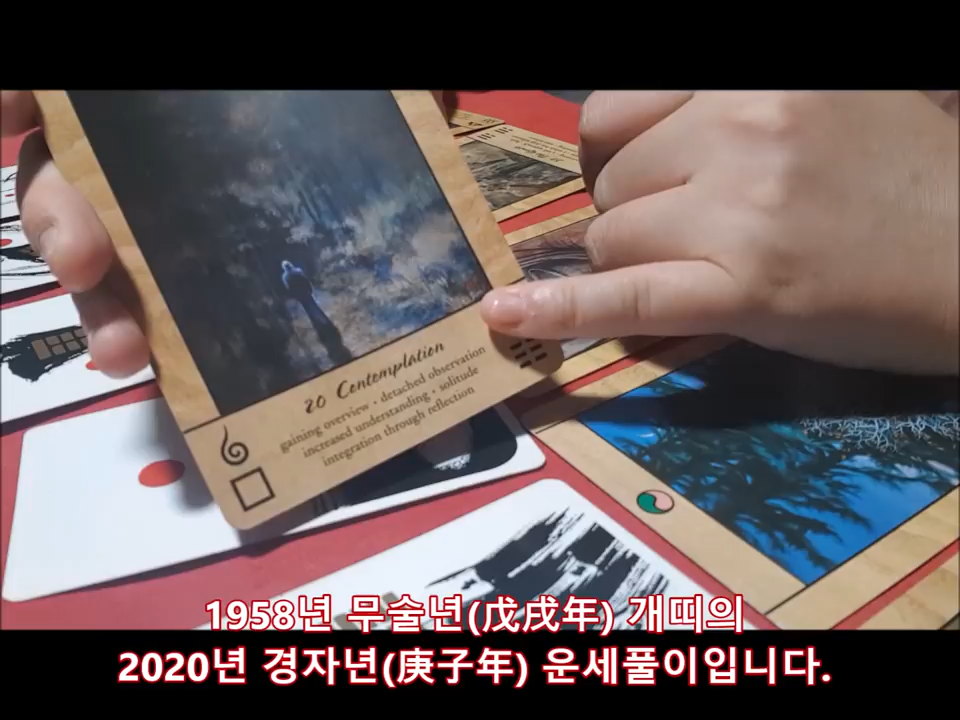 20 Contemplation
gaining overview • detached observation
increased understanding • solitude
integration through reflection
1958년 무술년(戊戌年) 개띠의
2020년 경자년(庚子年) 운세풀이입니다.